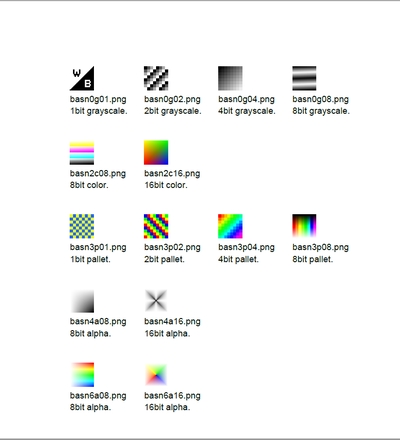 W
B
basn0g01.png basn0g02.png basn0g04.png basn0g08.png
1bit grayscale. 2bit grayscale. 4bit grayscale. 8bit grayscale.
basn2c08.png basn2c16.png
8bit color. 16bit color.
basn3p01.png basn3p02.png basn3p04.png basn3p08.png
1bit pallet. 2bit pallet. 4bit pallet. 8bit pallet.
basn4a08.png basn4a16.png
8bit alpha. 16bit alpha.
basn6a08.png basn6a16.png
8bit alpha. 16bit alpha.